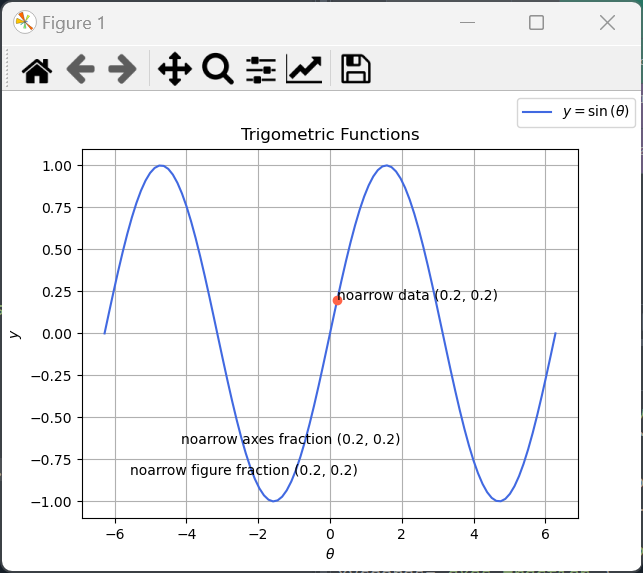 Figure 1
y = sin (θ)
Trigometric Functions
1.00
0.75
0.50
0.25
0.00
−0.25
−0.50
−0.75
−1.00
y
noarrow data (0.2, 0.2)
noarrow axes fraction (0.2, 0.2)
noarrow figure fraction (0.2, 0.2)
−6 −4 −2 0 2 4 6
θ